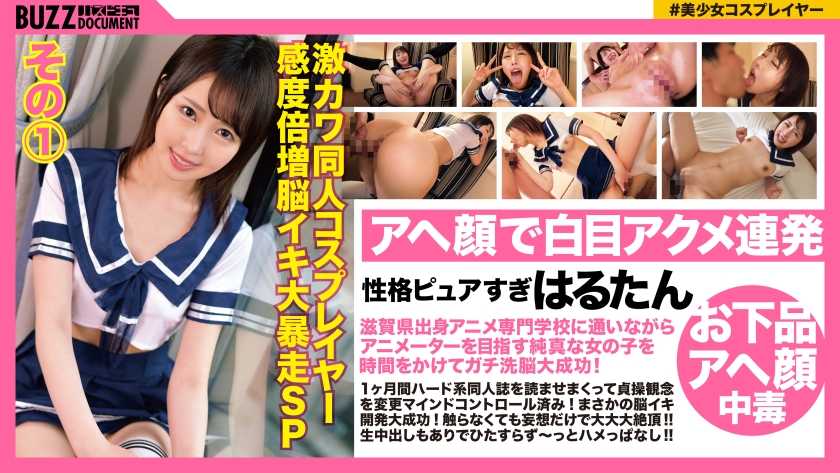 BUZZ
バズビデオ
DOCUMENT
#美少女コスプレイヤー
その①
激カワ同人コスプレイヤー
感度倍増脳イキ大暴走SP
アヘ顔で白目アクメ連発
性格ピュアすぎ はるたん
滋賀県出身アニメ専門学校に通いながら
アニメーターを目指す純真な女の子を
時間をかけてガチ洗脳大成功!
1ヶ月間ハード系同人誌を読ませまくって貞操観念
を変更マインドコントロール済み!まさかの脳イキ
開発大成功!触らなくても妄想だけで大大大絶頂!!
生中出しもありでひたすらず〜っとハメっぱなし!!
お下品
アヘ顔
中毒